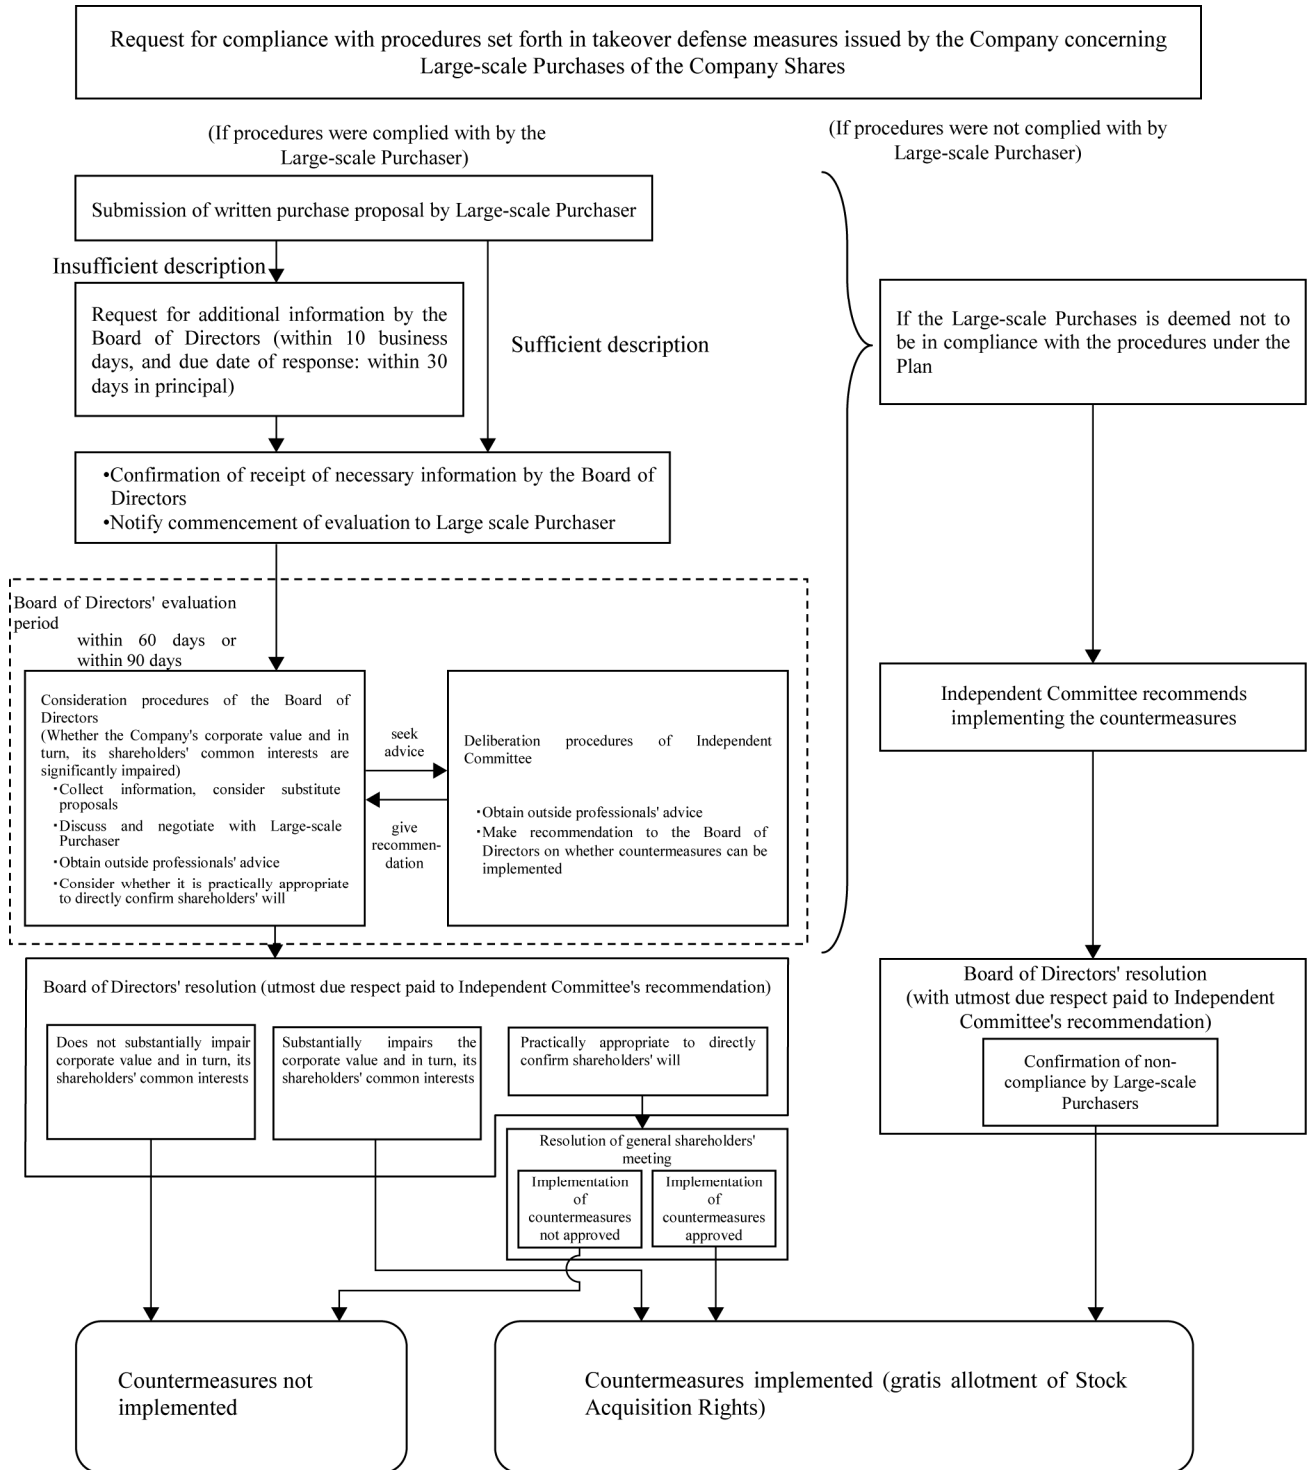 Request for compliance with procedures set forth in takeover defense measures issued by the Company concerning
Large-scale Purchases of the Company Shares
(If procedures were complied with by the
Large-scale Purchaser)
(If procedures were not complied with by
Large-scale Purchaser)
Submission of written purchase proposal by Large-scale Purchaser
Insufficient description
Request for additional information by the
Board of Directors (within 10 business
days, and due date of response: within 30
days in principal)
Sufficient description
If the Large-scale Purchases is deemed not to
be in compliance with the procedures under the
Plan
•Confirmation of receipt of necessary information by the Board of
Directors
•Notify commencement of evaluation to Large scale Purchaser
Board of Directors' evaluation
period
within 60 days or
within 90 days
Consideration procedures of the Board of
Directors
(Whether the Company's corporate value and in
turn, its shareholders' common interests are
significantly impaired)
・Collect information, consider substitute
proposals
・Discuss and negotiate with Large-scale
Purchaser
・Obtain outside professionals' advice
・Consider whether it is practically appropriate
to directly confirm shareholders' will
seek
advice
give
recommen-
dation
Deliberation procedures of Independent
Committee
・Obtain outside professionals' advice
・Make recommendation to the Board of
Directors on whether countermeasures can be
implemented
Independent Committee recommends
implementing the countermeasures
Board of Directors' resolution (utmost due respect paid to Independent Committee's recommendation)
Does not substantially impair
corporate value and in turn, its
shareholders' common interests
Substantially impairs the
corporate value and in turn, its
shareholders' common interests
Practically appropriate to directly
confirm shareholders' will
Board of Directors' resolution
(with utmost due respect paid to Independent
Committee's recommendation)
Confirmation of non-
compliance by Large-scale
Purchasers
Resolution of general shareholders'
meeting
Implementation
of
countermeasures
not approved
Implementation
of
countermeasures
approved
Countermeasures not
implemented
Countermeasures implemented (gratis allotment of Stock
Acquisition Rights)